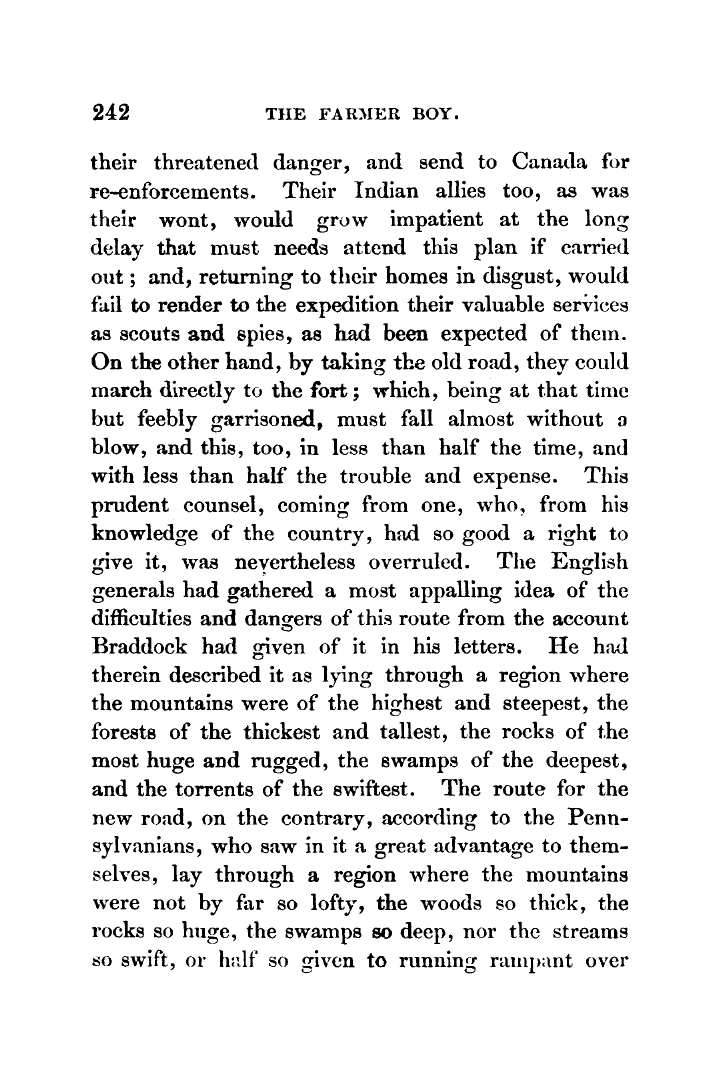 242 THE FARMER BOY.
their threatened danger, and send to Canada for
re-enforcements. Their Indian allies too, as was
their wont, would grow impatient at the long
delay that must needs attend this plan if carried
out ; and, returning to their homes in disgust, would
fail to render to the expedition their valuable services
as scouts and spies, as had been expected of them.
On the other hand, by taking the old road, they could
march directly to the fort ; which, being at that time
but feebly garrisoned, must fall almost without a
blow, and this, too, in less than half the time, and
with less than half the trouble and expense. This
prudent counsel, coming from one, who, from his
knowledge of the country, had so good a right to
give it, was nevertheless overruled. The English
generals had gathered a most appalling idea of the
difficulties and dangers of this route from the account
Braddock had given of it in his letters. He had
therein described it as lying through a region where
the mountains were of the highest and steepest, the
forests of the thickest and tallest, the rocks of the
most huge and rugged, the swamps of the deepest,
and the torrents of the swiftest. The route for the
new road, on the contrary, according to the Penn-
sylvanians, who saw in it a great advantage to them-
selves, lay through a region where the mountains
were not by far so lofty, the woods so thick, the
rocks so huge, the swamps so deep, nor the streams
so swift, or half so given to running rampant over